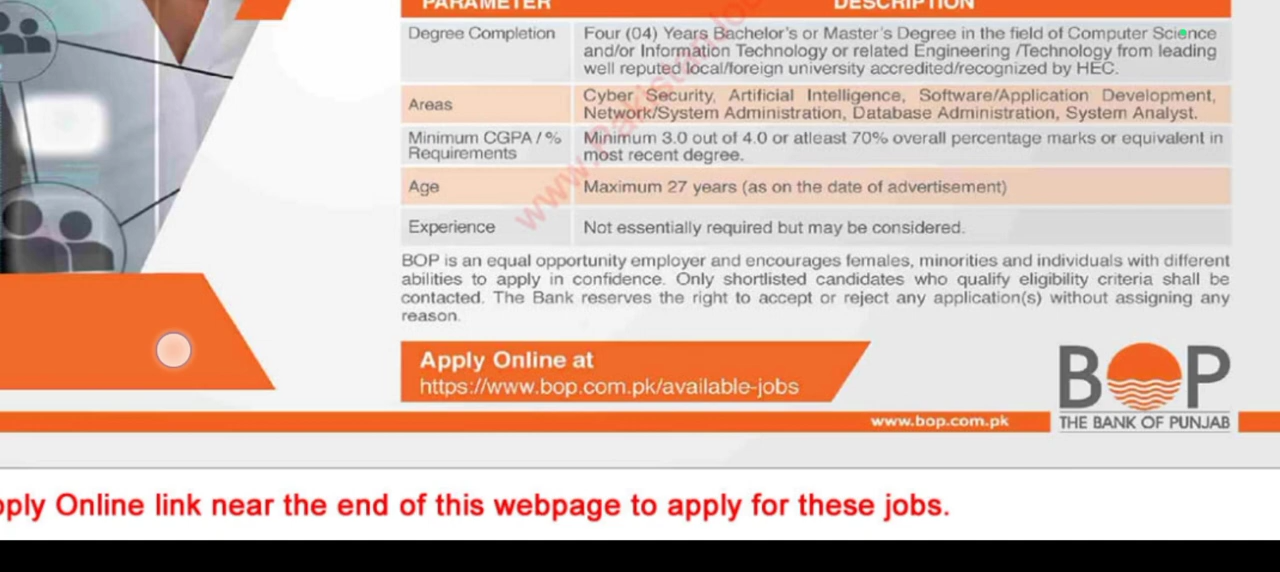 PARAMETER DESCRIPTION
Degree Completion Four (04) Years Bachelor's or Master's Degree in the field of Computer Science
and/or Information Technology or related Engineering /Technology from leading
well reputed local/foreign university accredited/recognized by HEC.
Areas Cyber Security, Artificial Intelligence, Software/Application Development,
Network/System Administration, Database Administration, System Analyst.
Minimum CGPA / % Minimum 3.0 out of 4.0 or atleast 70% overall percentage marks or equivalent in
Requirements most recent degree.
Age Maximum 27 years (as on the date of advertisement)
Experience Not essentially required but may be considered.
BOP is an equal opportunity employer and encourages females, minorities and individuals with different
abilities to apply in confidence. Only shortlisted candidates who qualify eligibility criteria shall be
contacted. The Bank reserves the right to accept or reject any application(s) without assigning any
reason.
Apply Online at
https://www.bop.com.pk/available-jobs
BOP
www.bop.com.pk THE BANK OF PUNJAB
pply Online link near the end of this webpage to apply for these jobs.